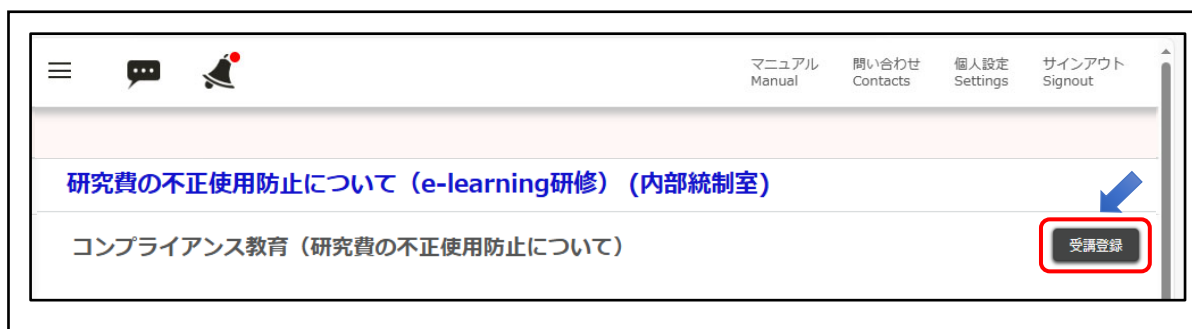 マニュアル
Manual
問い合わせ
Contacts
個人設定
Settings
サインアウト
Signout
研究費の不正使用防止について（e-learning研修） (内部統制室)
コンプライアンス教育（研究費の不正使用防止について）
受講登録